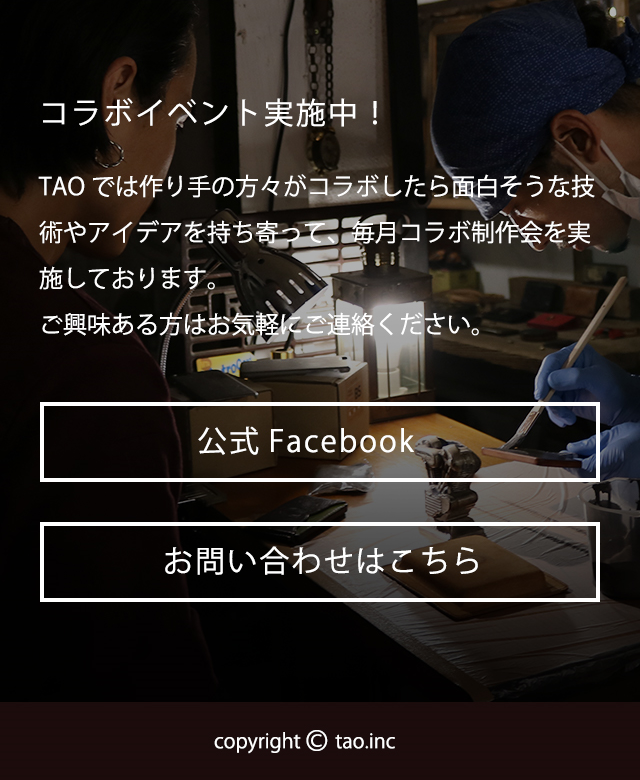 コラボイベント実施中！
TAO では作り手の方々がコラボしたら面白そうな技
術やアイデアを持ち寄って、毎月コラボ制作会を実
施しております。
ご興味ある方はお気軽にご連絡ください。
公式 Facebook
お問い合わせはこちら
copyright © tao.inc